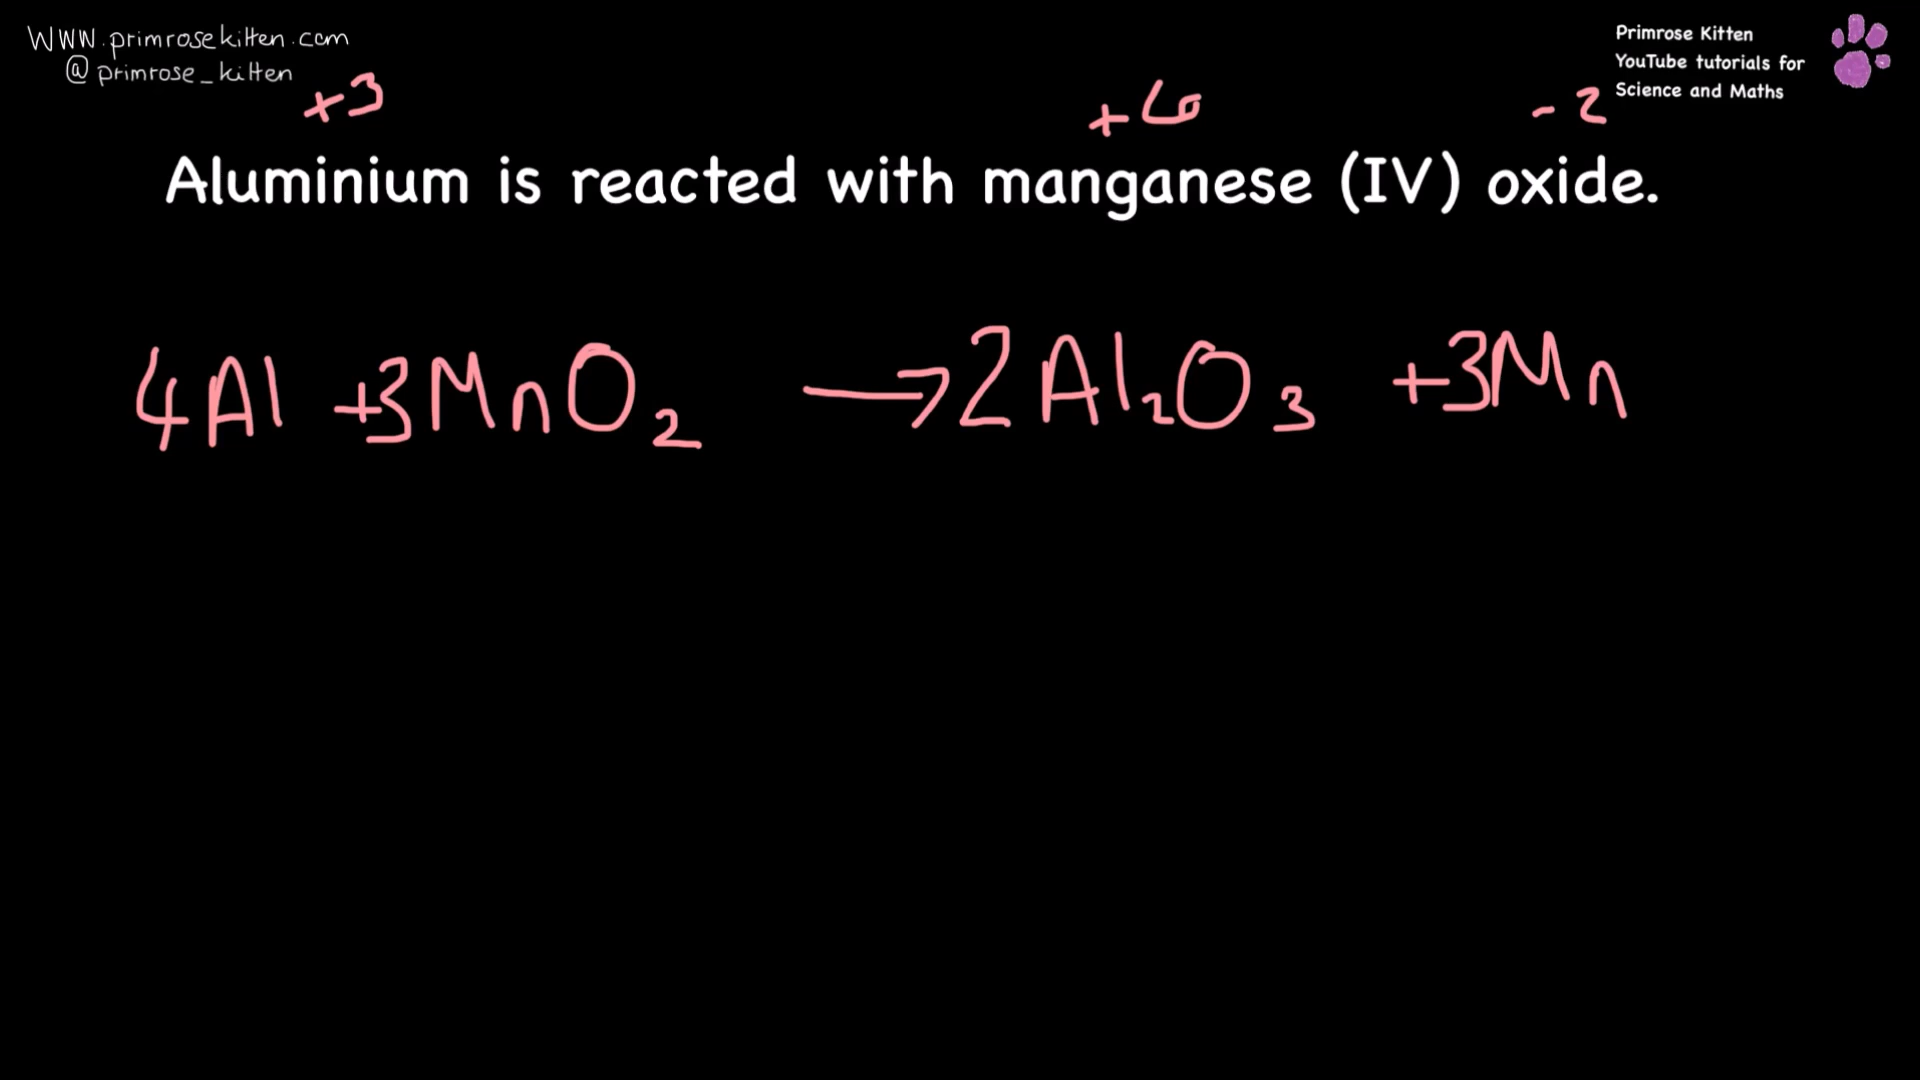 www.primrosekitten.com
@primrose_kitten
Primrose Kitten
YouTube tutorials for
Science and Maths
+3 -2
Aluminium is reacted with manganese (IV) oxide.
4Al +3MnO₂ → 2Al₂O₃ +3Mn